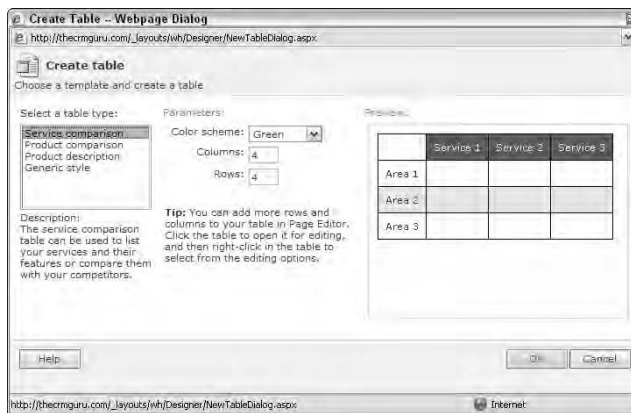 Create Table -- Webpage Dialog
http://thecrmguru.com/_layouts/wh/Designer/NewTableDialog.aspx
Create table
Choose a template and create a table
Select a table type:
Service comparison
Product comparison
Product description
Generic style
Description:
The service comparison
table can be used to list
your services and their
features or compare them
with your competitors.
Parameters:
Color scheme: Green
Columns: 4
Rows: 4
Tip: You can add more rows and
columns to your table in Page Editor.
Click the table to open it for editing,
and then right-click in the table to
select from the editing options.
Preview:
Service 1 Service 2 Service 3
Area 1
Area 2
Area 3
Help
OK
Cancel
http://thecrmguru.com/_layouts/wh/Designer/NewTableDialog.aspx
Internet